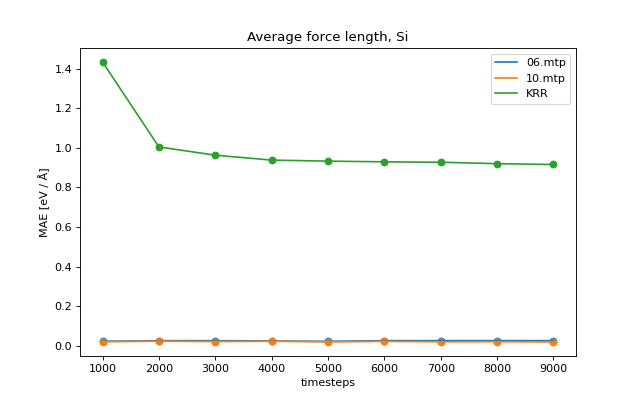 Average force length, Si
06.mtp
10.mtp
KRR
MAE [eV / Å]
1.4
1.2
1.0
0.8
0.6
0.4
0.2
0.0
1000 2000 3000 4000 5000 6000 7000 8000 9000
timesteps